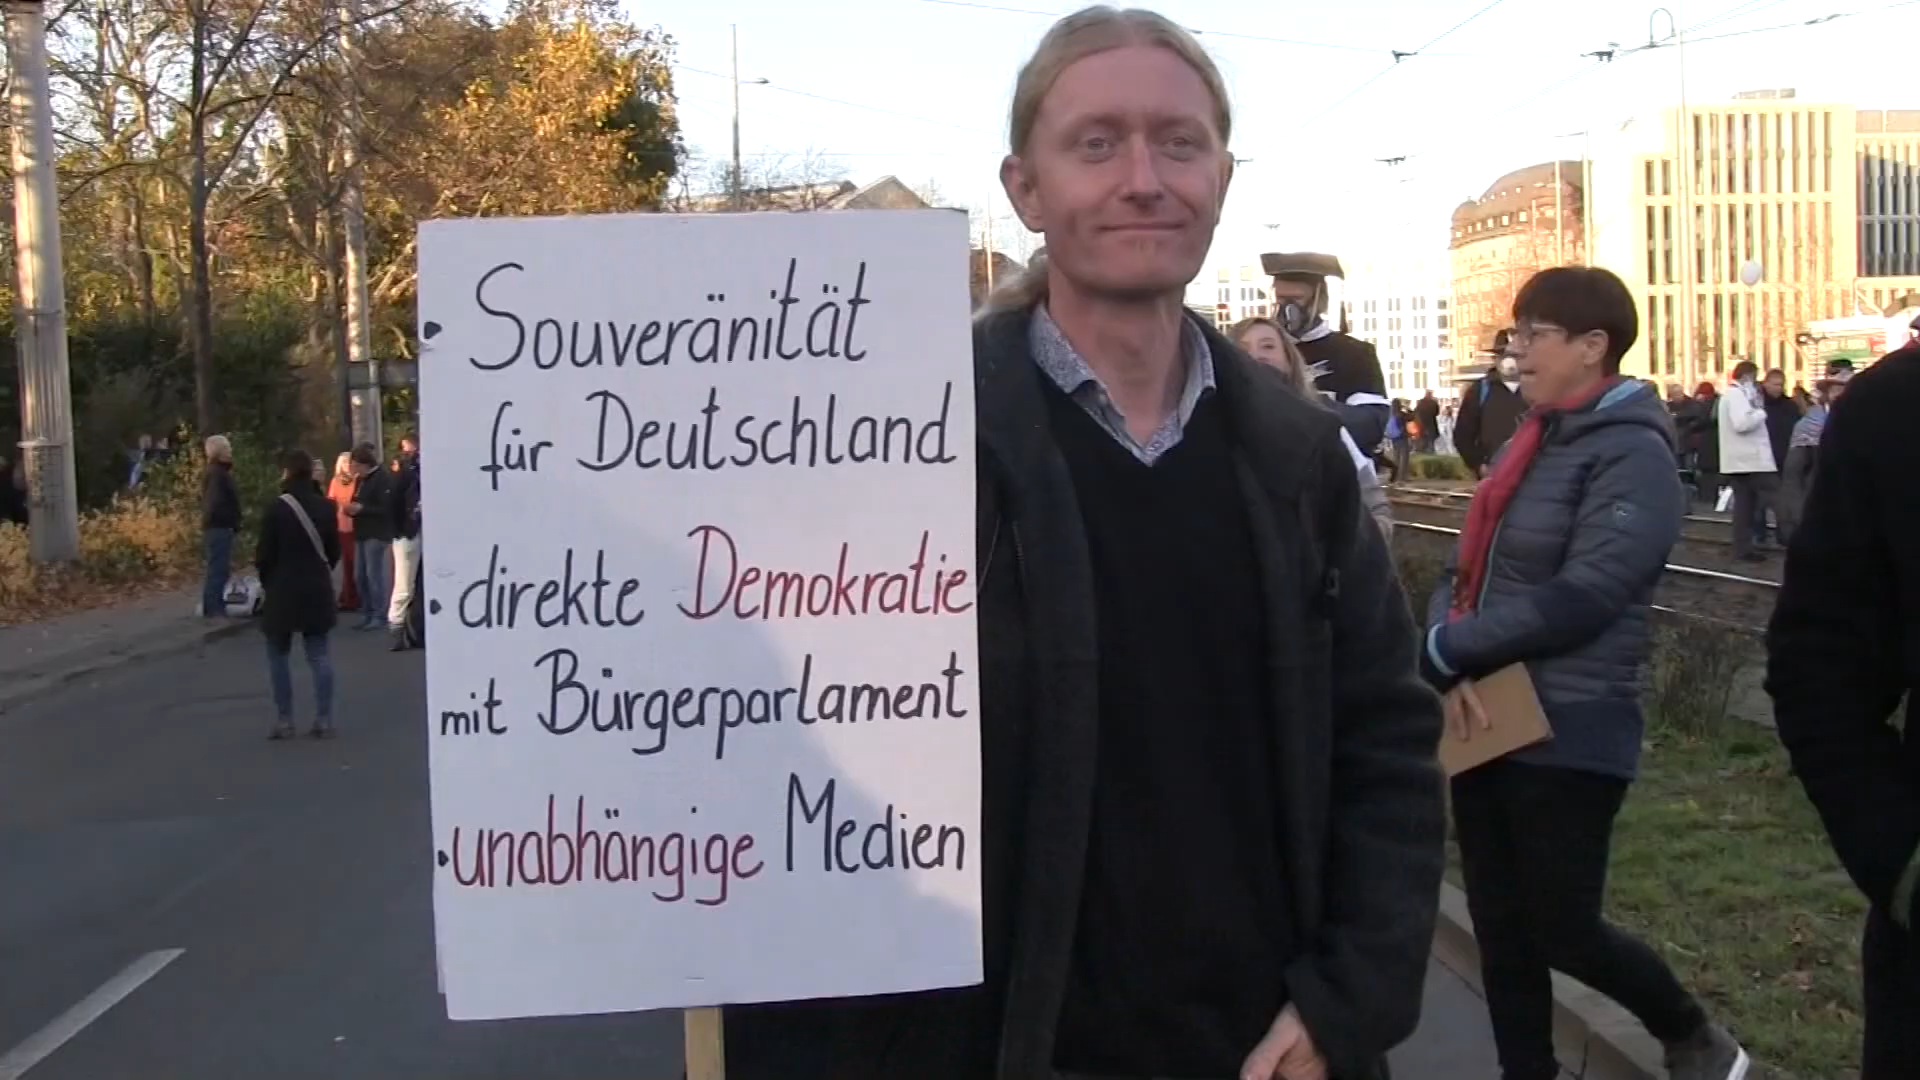 • Souveränität
für Deutschland
• direkte Demokratie
mit Bürgerparlament
• unabhängige Medien